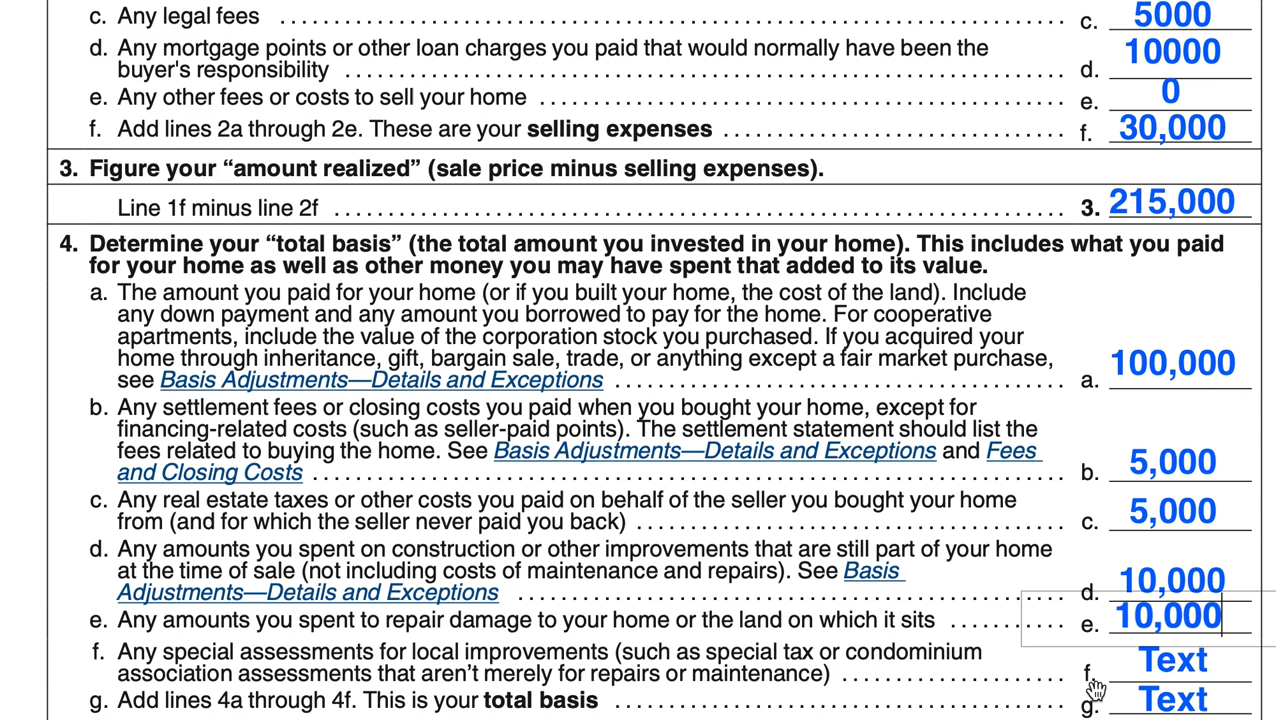 c. Any legal fees ........ c. 5000
d. Any mortgage points or other loan charges you paid that would normally have been the
buyer's responsibility ........ d. 10000
e. Any other fees or costs to sell your home ........ e. 0
f. Add lines 2a through 2e. These are your selling expenses ........ f. 30,000
3. Figure your “amount realized” (sale price minus selling expenses).
Line 1f minus line 2f ........ 3. 215,000
4. Determine your “total basis” (the total amount you invested in your home). This includes what you paid
for your home as well as other money you may have spent that added to its value.
a. The amount you paid for your home (or if you built your home, the cost of the land). Include
any down payment and any amount you borrowed to pay for the home. For cooperative
apartments, include the value of the corporation stock you purchased. If you acquired your
home through inheritance, gift, bargain sale, trade, or anything except a fair market purchase,
see Basis Adjustments—Details and Exceptions ........ a. 100,000
b. Any settlement fees or closing costs you paid when you bought your home, except for
financing-related costs (such as seller-paid points). The settlement statement should list the
fees related to buying the home. See Basis Adjustments—Details and Exceptions and Fees
and Closing Costs ........ b. 5,000
c. Any real estate taxes or other costs you paid on behalf of the seller you bought your home
from (and for which the seller never paid you back) ........ c. 5,000
d. Any amounts you spent on construction or other improvements that are still part of your home
at the time of sale (not including costs of maintenance and repairs). See Basis
Adjustments—Details and Exceptions ........ d. 10,000
e. Any amounts you spent to repair damage to your home or the land on which it sits ........ e. 10,000
f. Any special assessments for local improvements (such as special tax or condominium
association assessments that aren’t merely for repairs or maintenance) ........ f. Text
g. Add lines 4a through 4f. This is your total basis ........ g. Text